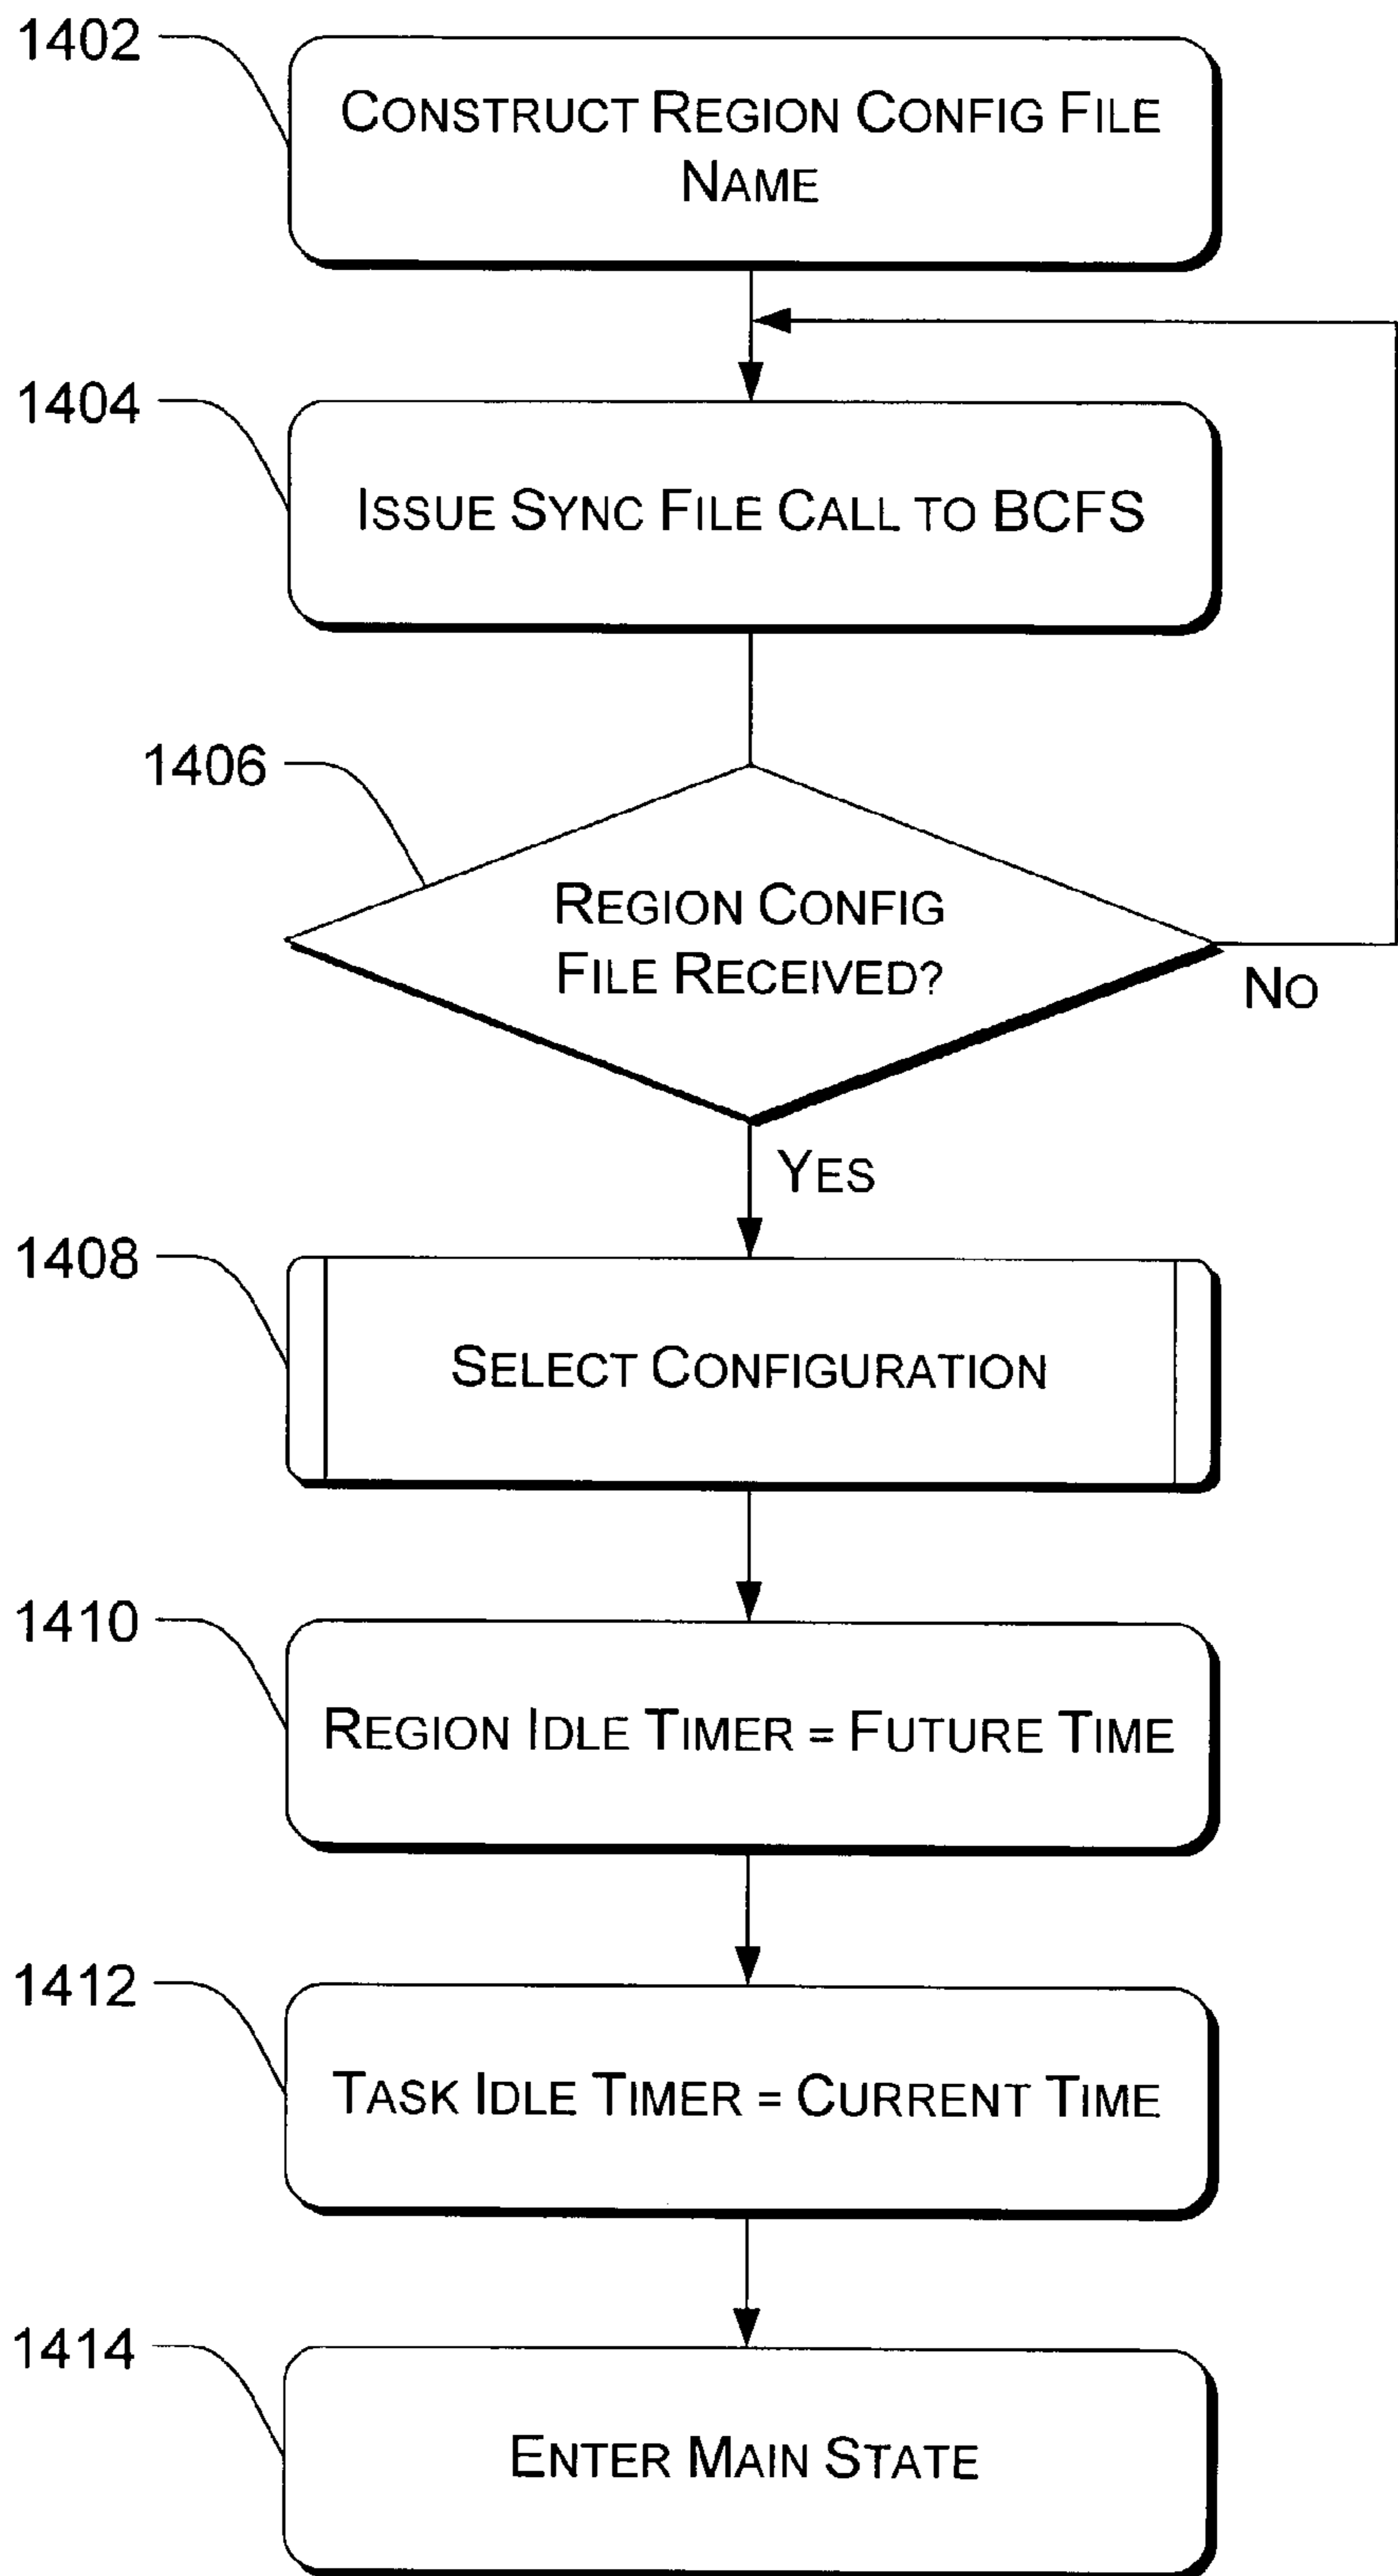 1402
CONSTRUCT REGION CONFIG FILE
NAME
1404
ISSUE SYNC FILE CALL TO BCFS
1406
REGION CONFIG
FILE RECEIVED?
NO
YES
1408
SELECT CONFIGURATION
1410
REGION IDLE TIMER = FUTURE TIME
1412
TASK IDLE TIMER = CURRENT TIME
1414
ENTER MAIN STATE